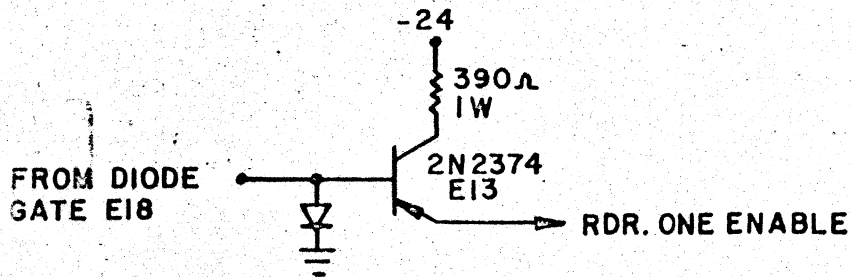 -24
390Ω
1W
2N2374
E13
FROM DIODE
GATE E18
RDR. ONE ENABLE